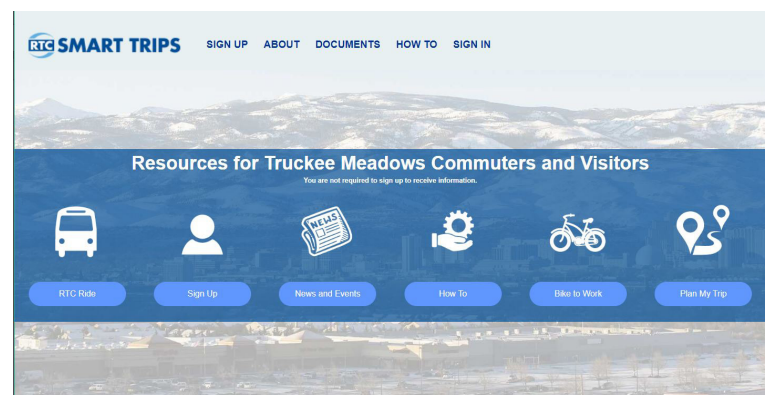 RTC SMART TRIPS
SIGN UP ABOUT DOCUMENTS HOW TO SIGN IN
Resources for Truckee Meadows Commuters and Visitors
You are not required to sign up to receive information.
NEWS
RTC Ride Sign Up News and Events How To Bike to Work Plan My Trip